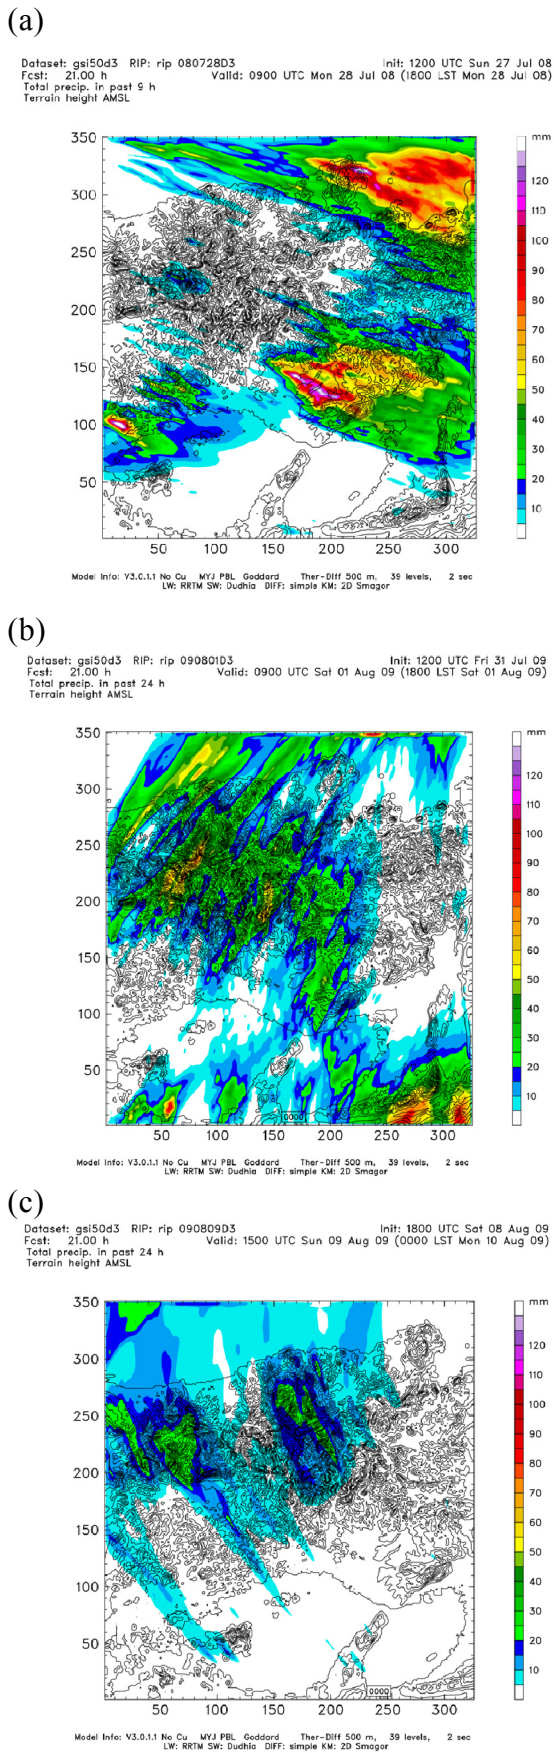 (a)
Dataset: gsi50d3 RIP: rip 080728D3 Init: 1200 UTC Sun 27 Jul 08
Fcst: 21.00 h Valid: 0900 UTC Mon 28 Jul 08 (1800 LST Mon 28 Jul 08)
Total precip. in past 9 h
Terrain height AMSL
350
300
250
200
150
100
50
50 100 150 200 250 300
mm
120
110
100
90
80
70
60
50
40
30
20
10
Model Info: V3.0.1.1 No Cu MYJ PBL Goddard Ther-Diff 500 m, 39 levels, 2 sec
LW: RRTM SW: Dudhia DIFF: simple KM: 2D Smagor
(b)
Dataset: gsi50d3 RIP: rip 090801D3 Init: 1200 UTC Fri 31 Jul 09
Fcst: 21.00 h Valid: 0900 UTC Sat 01 Aug 09 (1800 LST Sat 01 Aug 09)
Total precip. in past 24 h
Terrain height AMSL
350
300
250
200
150
100
50
50 100 150 200 250 300
0000
mm
120
110
100
90
80
70
60
50
40
30
20
10
Model Info: V3.0.1.1 No Cu MYJ PBL Goddard Ther-Diff 500 m, 39 levels, 2 sec
LW: RRTM SW: Dudhia DIFF: simple KM: 2D Smagor
(c)
Dataset: gsi50d3 RIP: rip 090809D3 Init: 1800 UTC Sat 08 Aug 09
Fcst: 21.00 h Valid: 1500 UTC Sun 09 Aug 09 (0000 LST Mon 10 Aug 09)
Total precip. in past 24 h
Terrain height AMSL
350
300
250
200
150
100
50
50 100 150 200 250 300
0000
mm
120
110
100
90
80
70
60
50
40
30
20
10
Model Info: V3.0.1.1 No Cu MYJ PBL Goddard Ther-Diff 500 m, 39 levels, 2 sec
LW: RRTM SW: Dudhia DIFF: simple KM: 2D Smagor